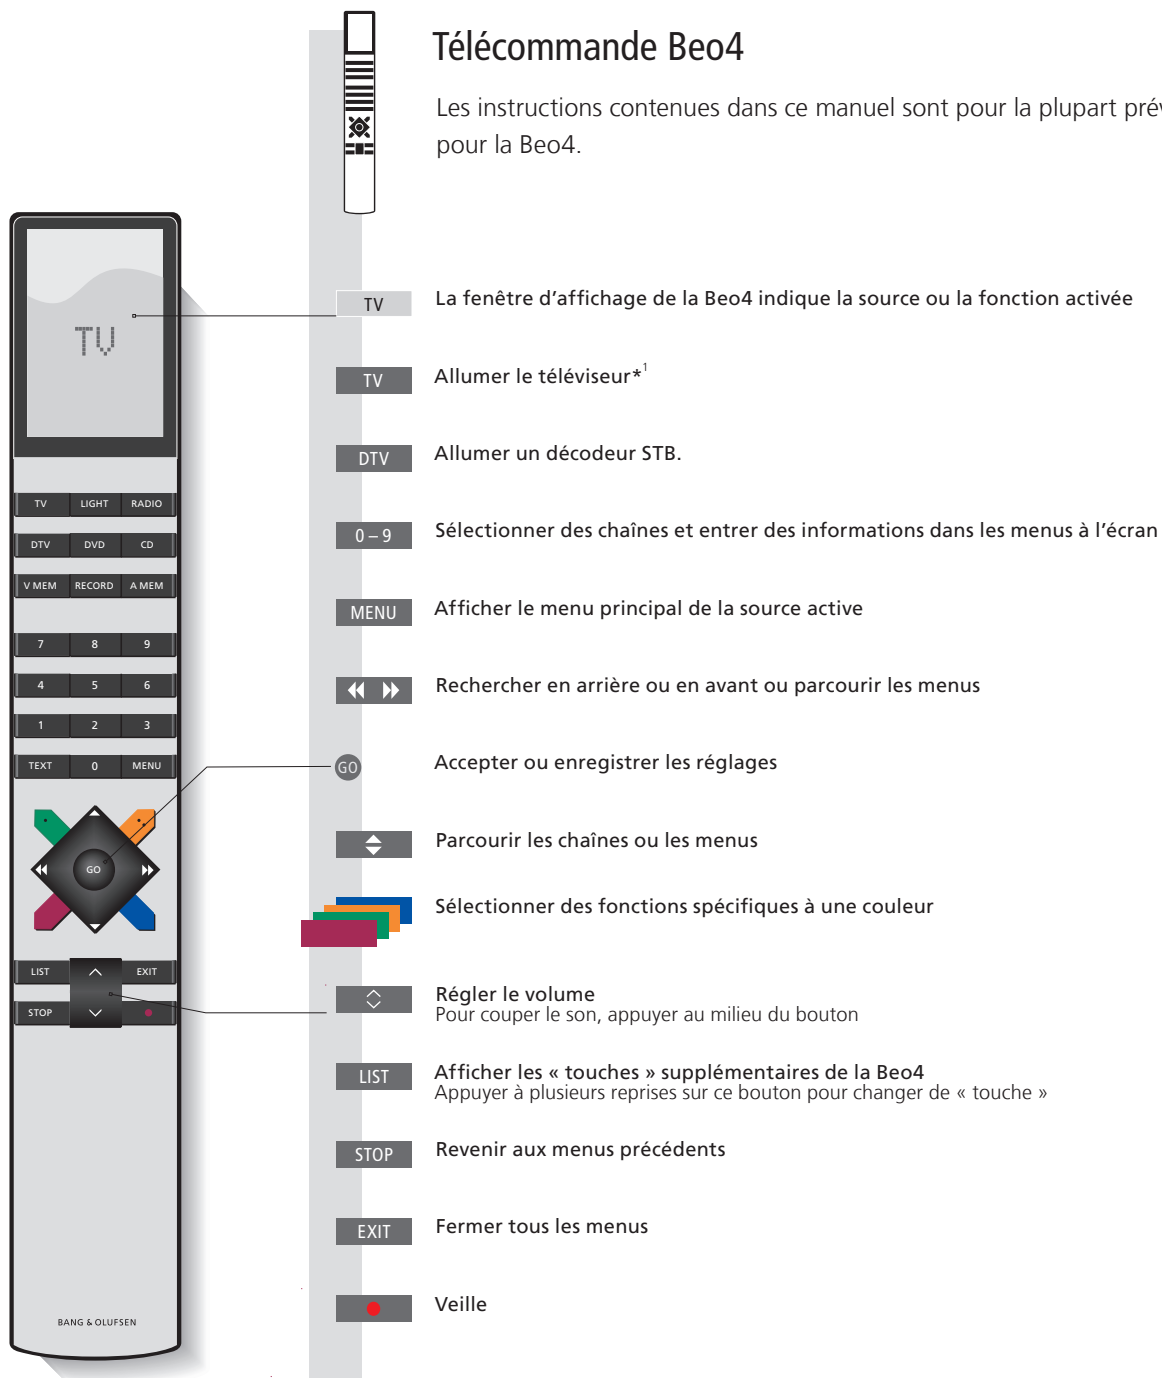 Télécommande Beo4
Les instructions contenues dans ce manuel sont pour la plupart
pour la Beo4.
TV
TV La fenêtre d’affichage de la Beo4 indique la source ou la fonction activée
TV Allumer le téléviseur*1
DTV Allumer un décodeur STB.
0 – 9 Sélectionner des chaînes et entrer des informations dans les menus à l’écran
MENU Afficher le menu principal de la source active
Rechercher en arrière ou en avant ou parcourir les menus
GO Accepter ou enregistrer les réglages
Parcourir les chaînes ou les menus
Sélectionner des fonctions spécifiques à une couleur
Régler le volume
Pour couper le son, appuyer au milieu du bouton
LIST Afficher les « touches » supplémentaires de la Beo4
Appuyer à plusieurs reprises sur ce bouton pour changer de « touche »
STOP Revenir aux menus précédents
EXIT Fermer tous les menus
Veille
TV LIGHT RADIO
DTV DVD CD
V MEM RECORD A MEM
7 8 9
4 5 6
1 2 3
TEXT 0 MENU
GO
LIST EXIT
STOP
BANG & OLUFSEN